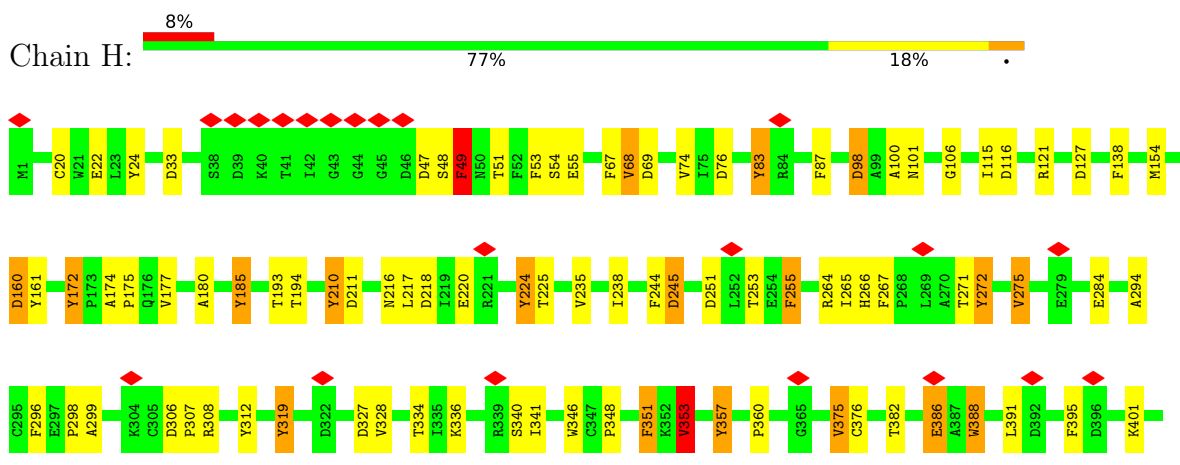 8%
Chain H:
77% 18% •
M1 C20 W21 E22 L23 Y24 D33 S38 D39 K40 T41 I42 G43 G44 G45 D46 D47 S48 F49 N50 T51 F52 F53 S54 E55 F67 V68 D69 V74 I75 D76 Y83 R84 F87 D98 A99 A100 N101 G106 I115 D116 R121 D127 F138 M154
D160 Y161 Y172 P173 A174 P175 Q176 V177 A180 Y185 T193 T194 Y210 D211 N216 L217 D218 I219 E220 R221 Y224 T225 V235 I238 F244 D245 D251 L252 T253 E254 F255 R264 I265 H266 F267 P268 L269 A270 T271 Y272 V275 E279 E284 A294
C295 F296 E297 P298 A299 K304 C305 D306 P307 R308 Y312 Y319 D322 D327 V328 T334 I335 K336 R339 S340 I341 W346 C347 P348 F351 K352 V353 Y357 P360 G365 V375 C376 T382 E386 A387 W388 L391 D392 F395 D396 K401